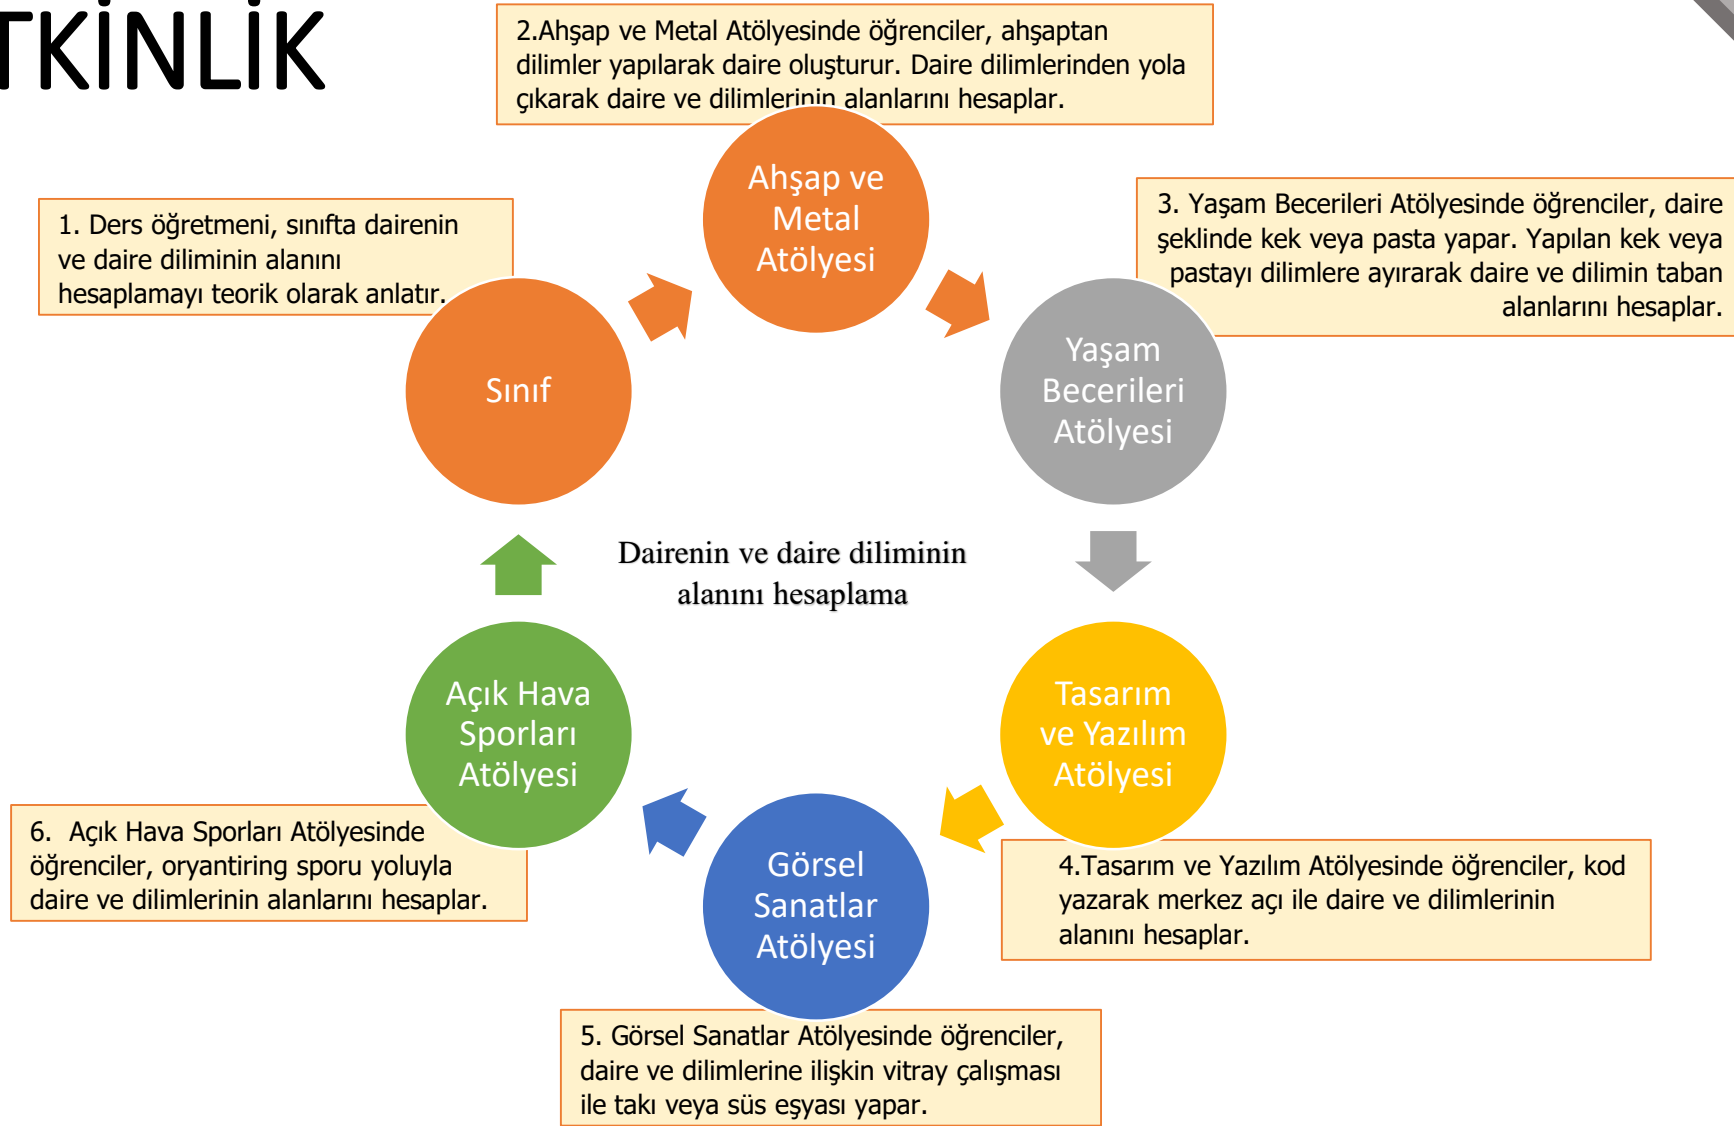 TKİNLİK
2.Ahşap ve Metal Atölyesinde öğrenciler, ahşaptan
dilimler yapılarak daire oluşturur. Daire dilimlerinden yola
çıkarak daire ve dilimlerinin alanlarını hesaplar.
1. Ders öğretmeni, sınıfta dairenin
ve daire diliminin alanını
hesaplamayı teorik olarak anlatır.
Ahşap ve
Metal
Atölyesi
3. Yaşam Becerileri Atölyesinde öğrenciler, daire
şeklinde kek veya pasta yapar. Yapılan kek veya
pastayı dilimlere ayırarak daire ve dilimin taban
alanlarını hesaplar.
Sınıf
Yaşam
Becerileri
Atölyesi
Dairenin ve daire diliminin
alanını hesaplama
Açık Hava
Sporları
Atölyesi
Tasarım
ve Yazılım
Atölyesi
6. Açık Hava Sporları Atölyesinde
öğrenciler, oryantiring sporu yoluyla
daire ve dilimlerinin alanlarını hesaplar.
Görsel
Sanatlar
Atölyesi
4.Tasarım ve Yazılım Atölyesinde öğrenciler, kod
yazarak merkez açı ile daire ve dilimlerinin
alanını hesaplar.
5. Görsel Sanatlar Atölyesinde öğrenciler,
daire ve dilimlerine ilişkin vitray çalışması
ile takı veya süs eşyası yapar.